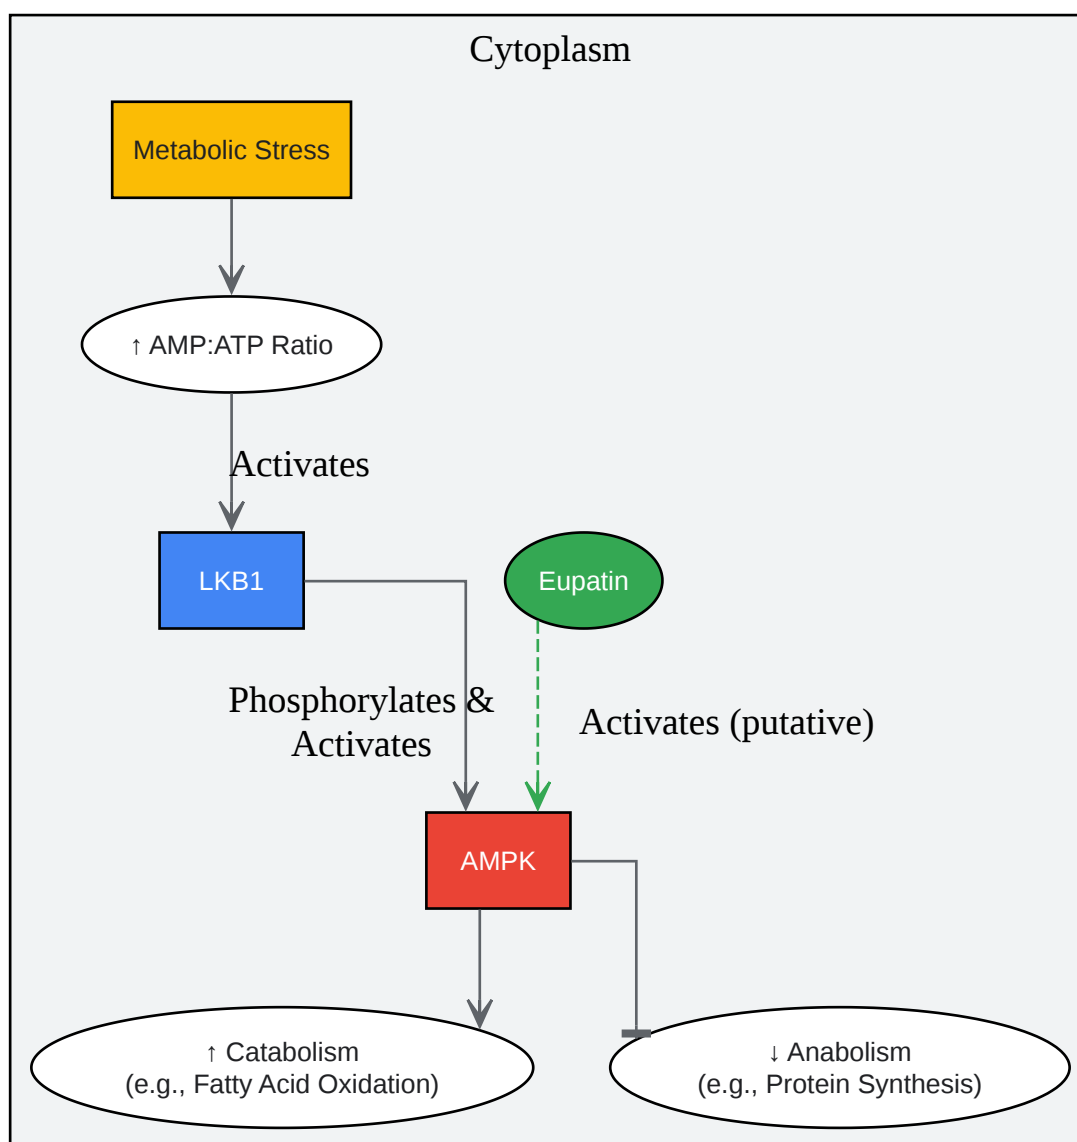 Cytoplasm
Metabolic Stress
↑ AMP:ATP Ratio
Activates
LKB1
Eupatin
Phosphorylates &
Activates
Activates (putative)
AMPK
↑ Catabolism
(e.g., Fatty Acid Oxidation)
↓ Anabolism
(e.g., Protein Synthesis)